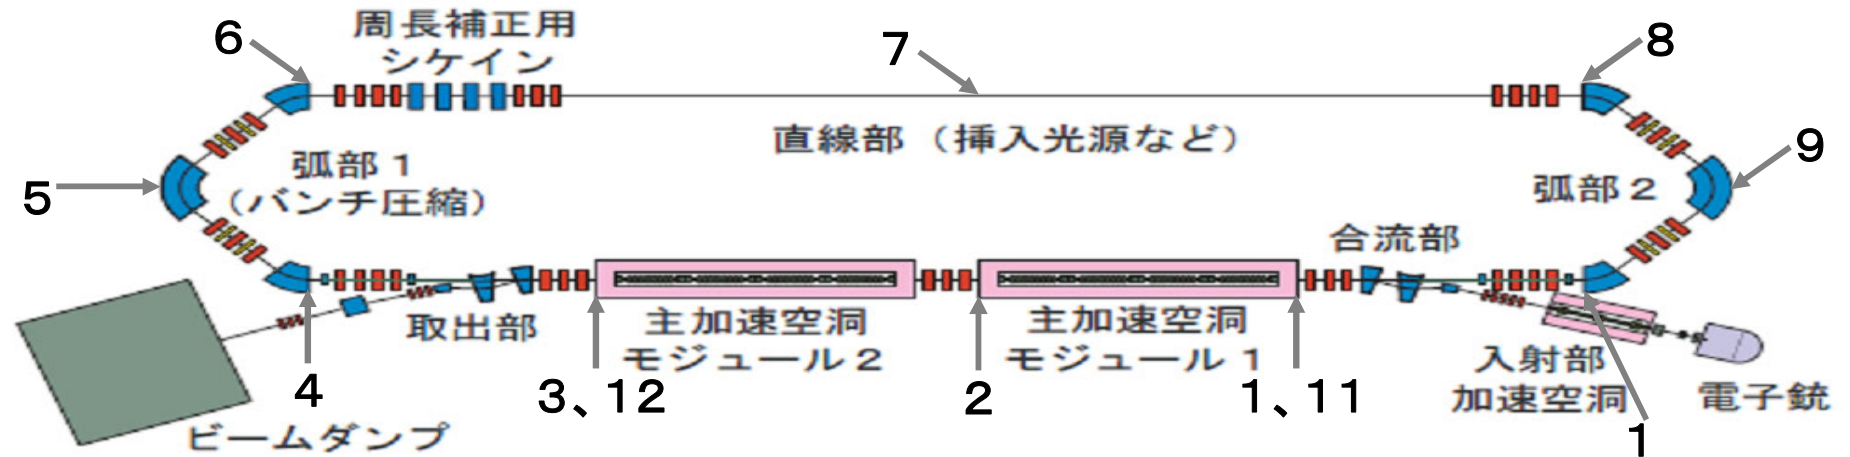 周長補正用
シケイン
6
7
8
直線部（挿入光源など）
9
弧部１
（バンチ圧縮）
5
弧部２
合流部
取出部
主加速空洞
モジュール２
主加速空洞
モジュール１
入射部
加速空洞
電子銃
4
3、12
2
1、11
1
ビームダンプ